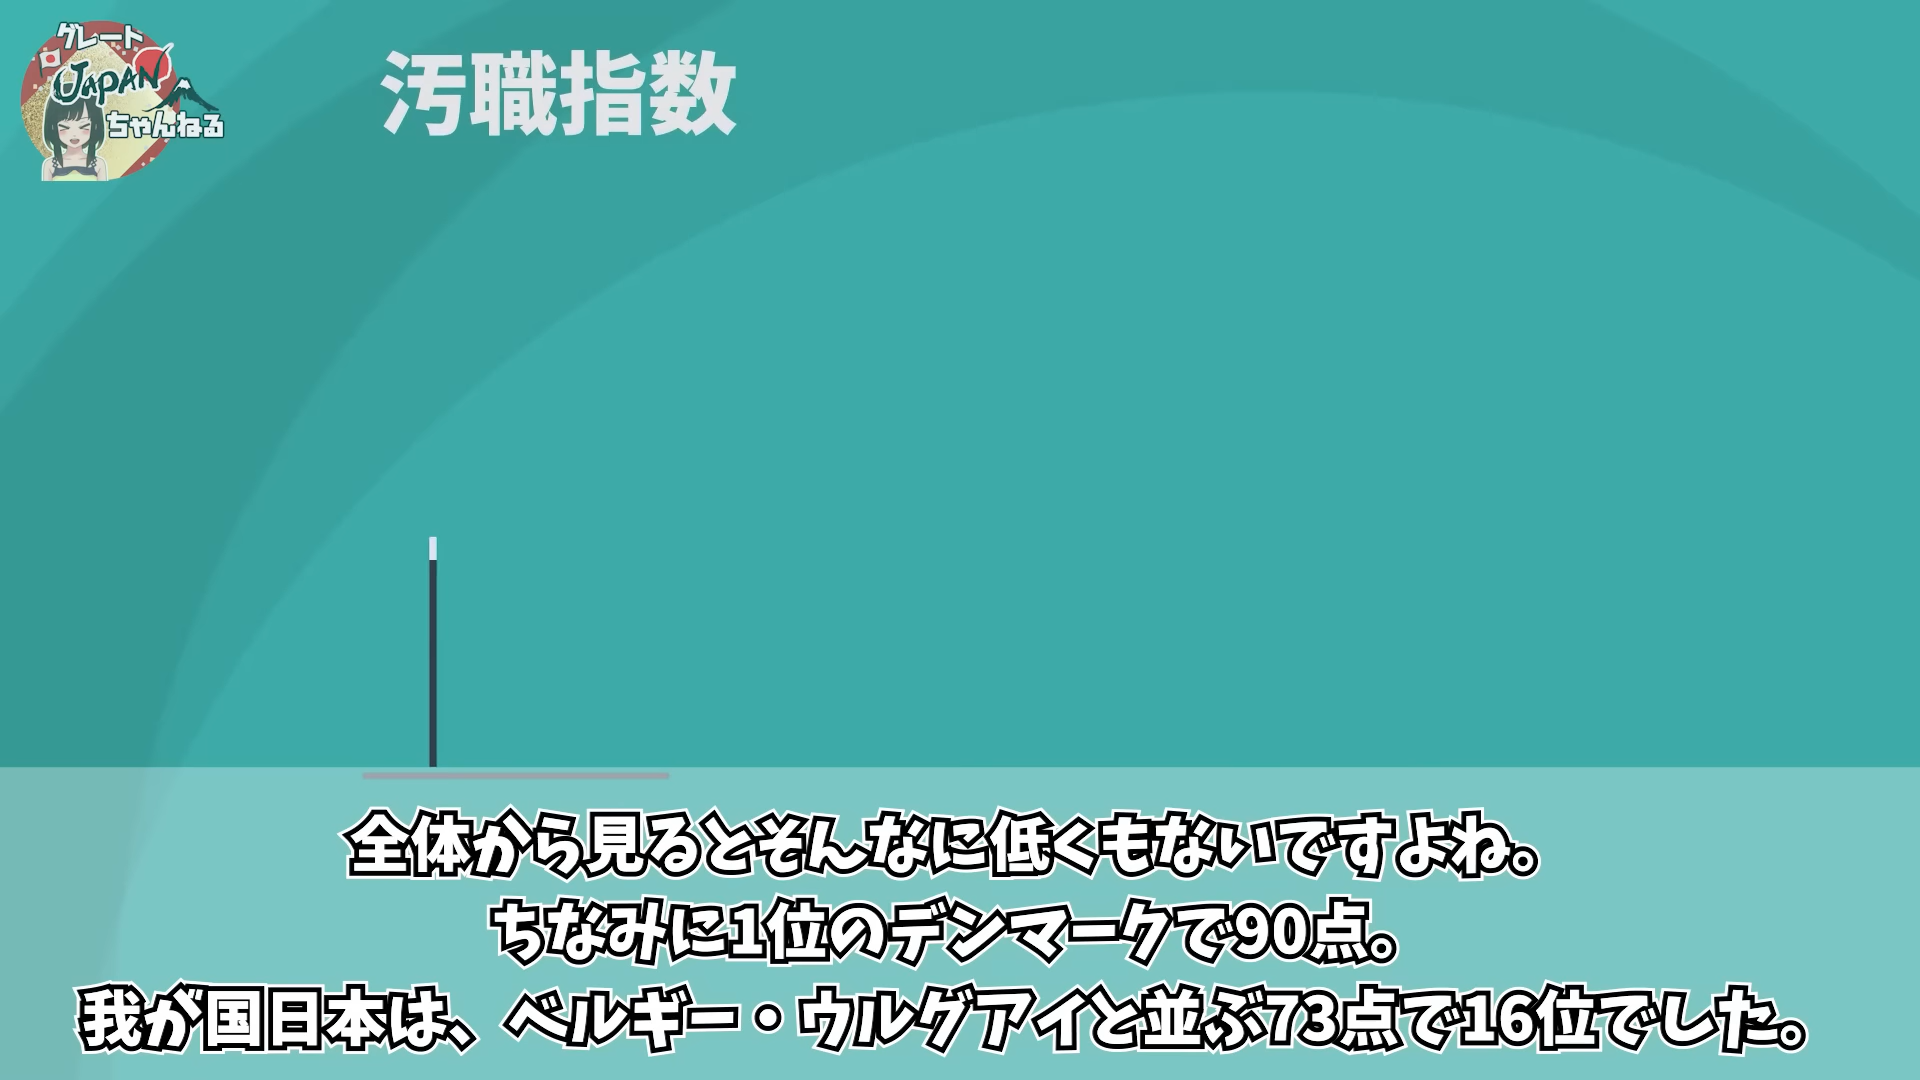 グレート
JAPAN
ちゃんねる
汚職指数
全体から見るとそんなに低くもないですよね。
ちなみに1位のデンマークで90点。
我が国日本は、ベルギー・ウルグアイと並ぶ73点で16位でした。